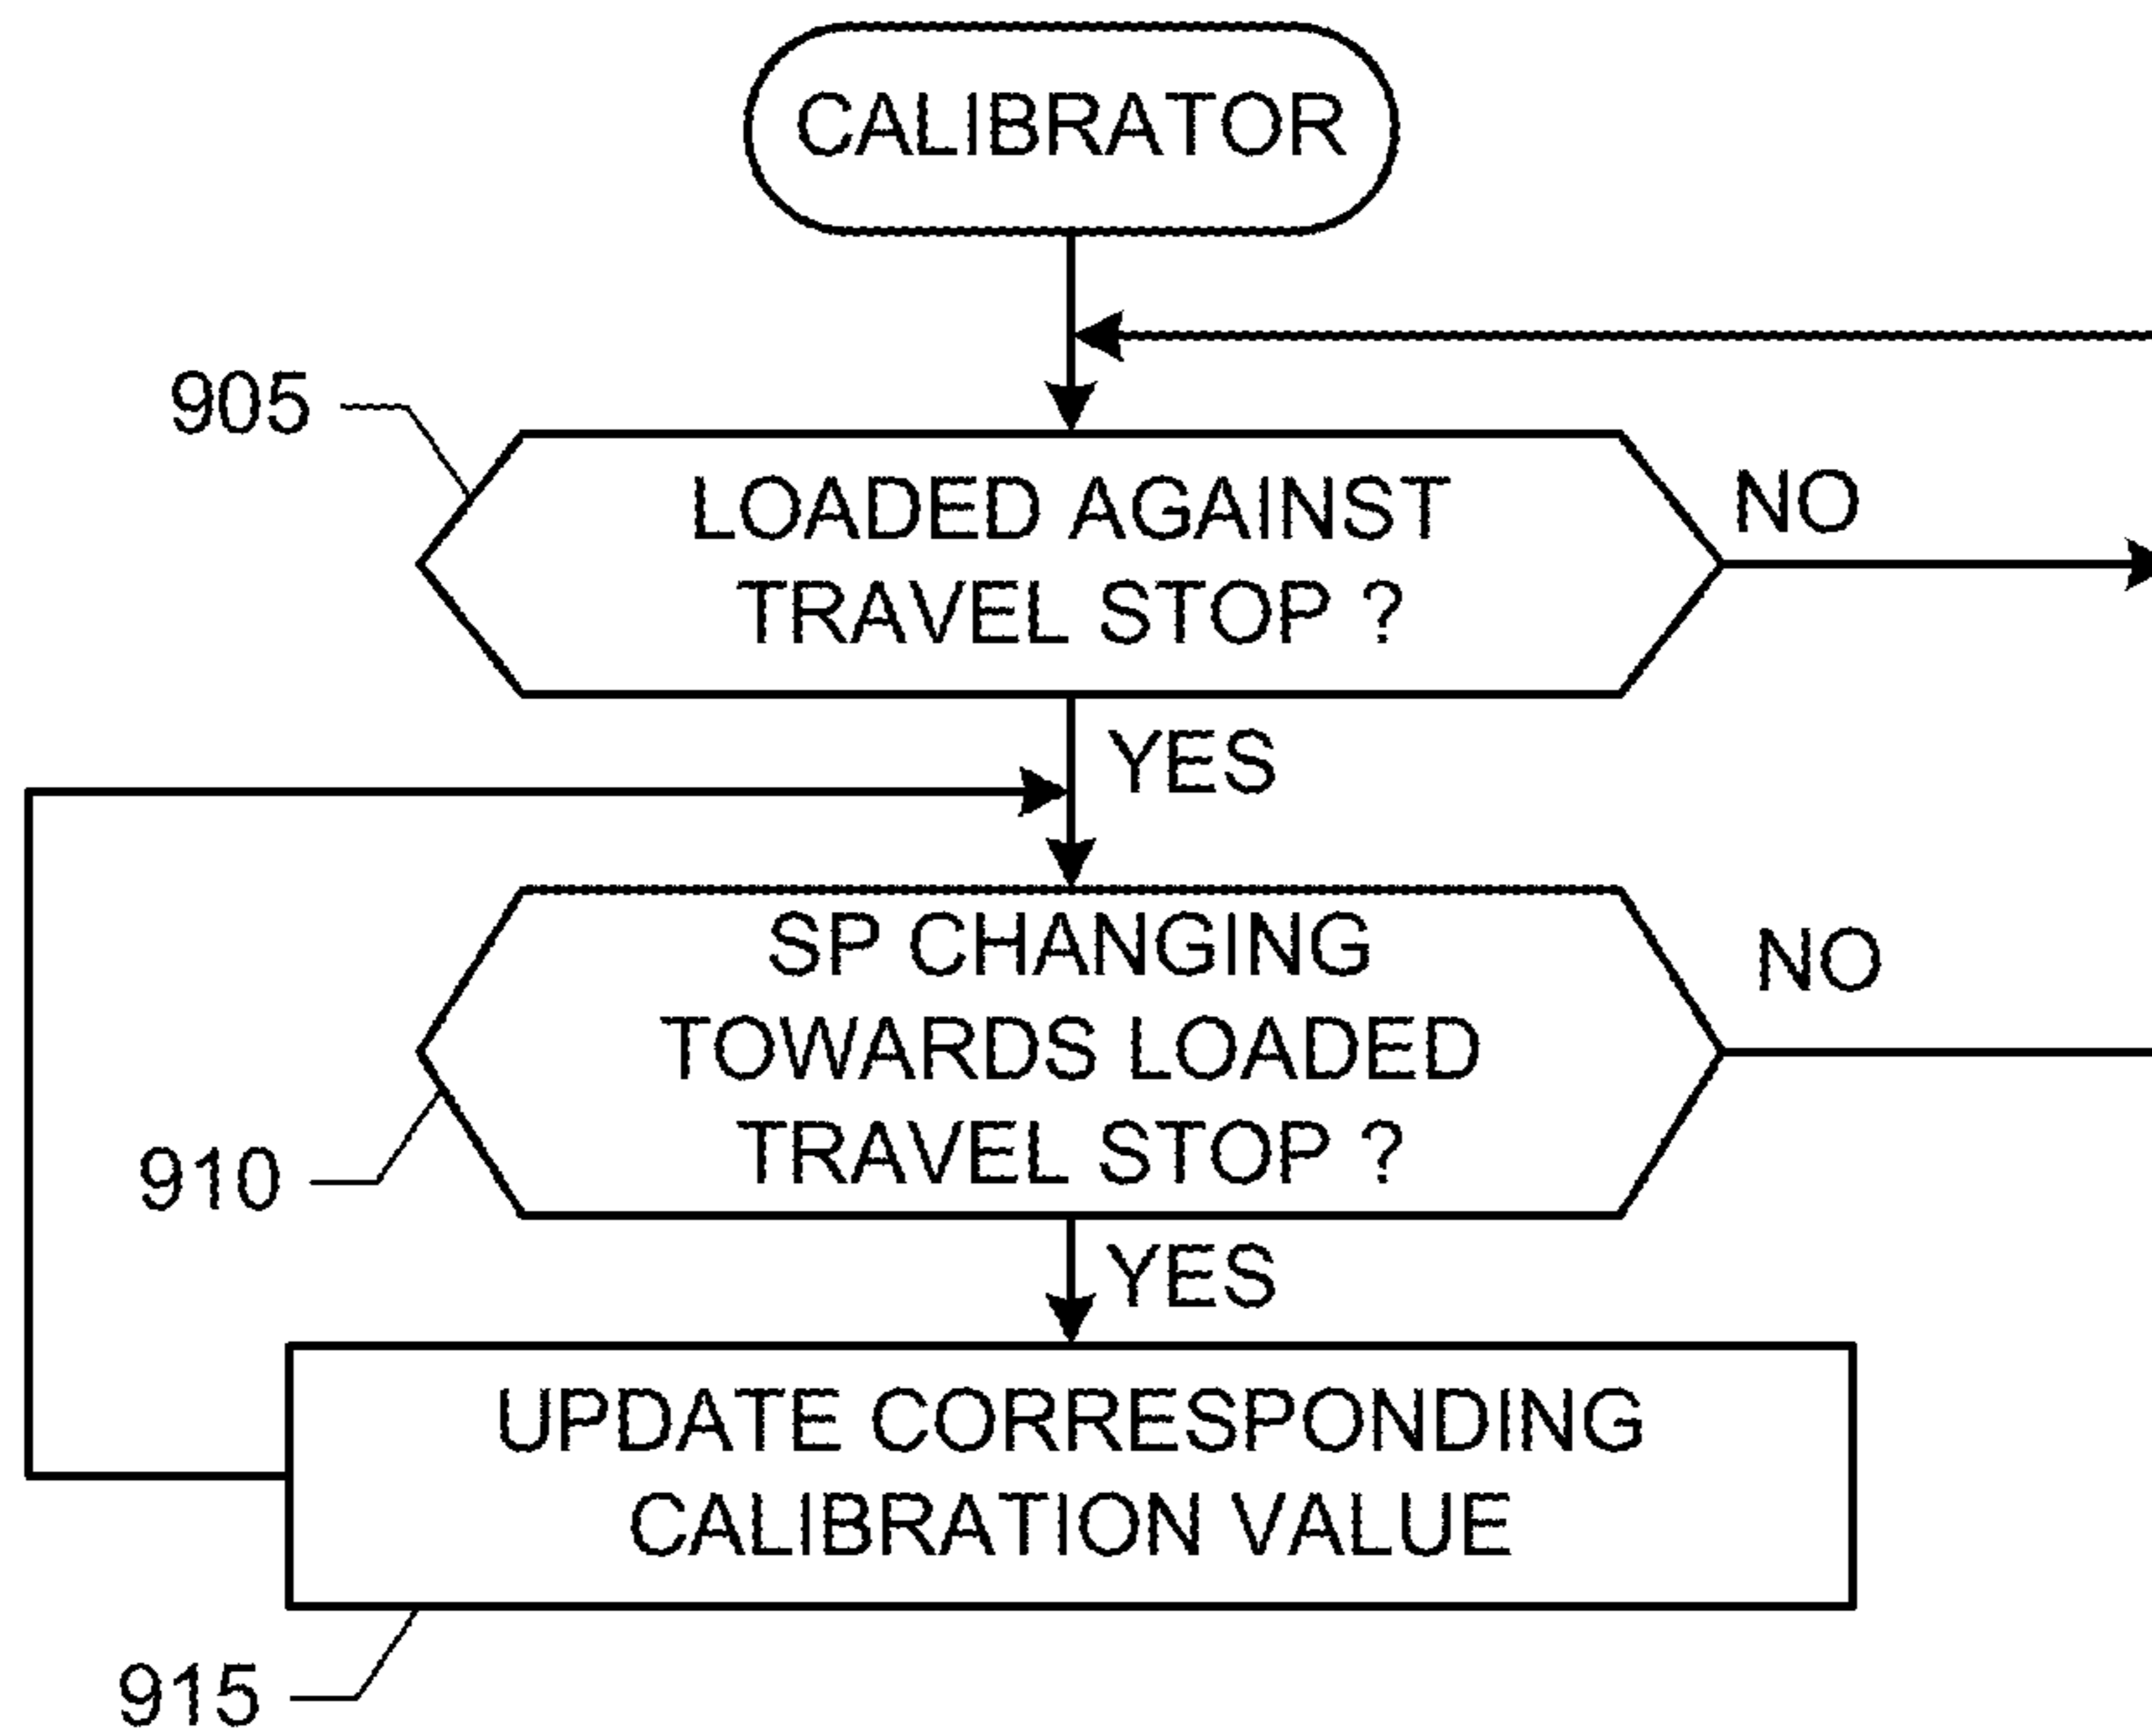 CALIBRATOR
905
LOADED AGAINST
TRAVEL STOP ?
NO
YES
SP CHANGING
TOWARDS LOADED
TRAVEL STOP ?
NO
910
YES
UPDATE CORRESPONDING
CALIBRATION VALUE
915